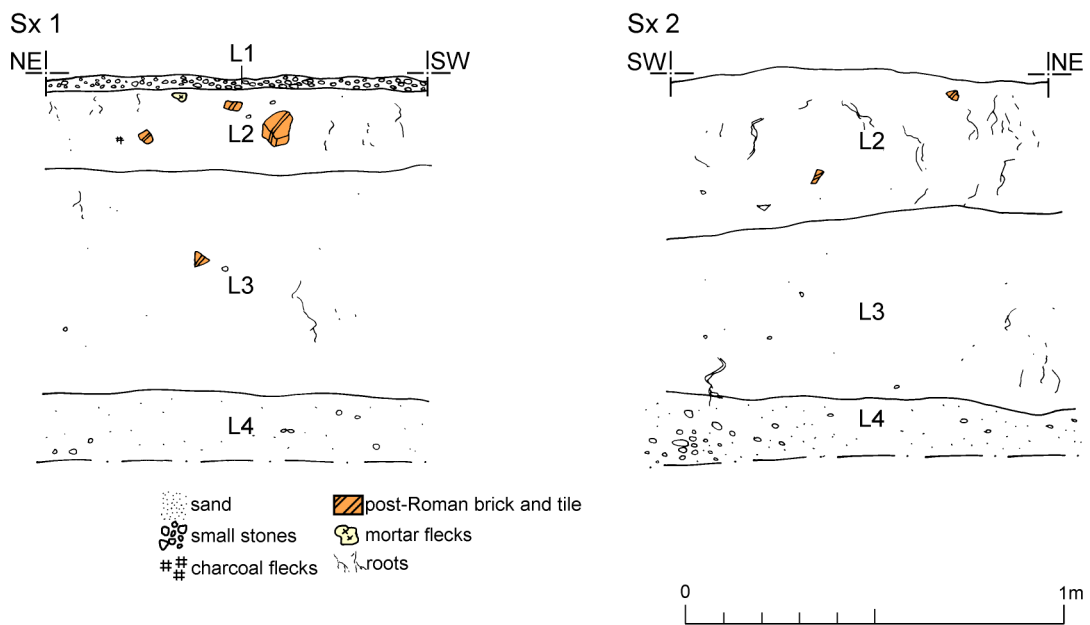 Sx 1
NE
L1
SW
L2
L3
L4
Sx 2
SW
NE
L2
L3
L4
sand
small stones
charcoal flecks
post-Roman brick and tile
mortar flecks
roots
0
1m